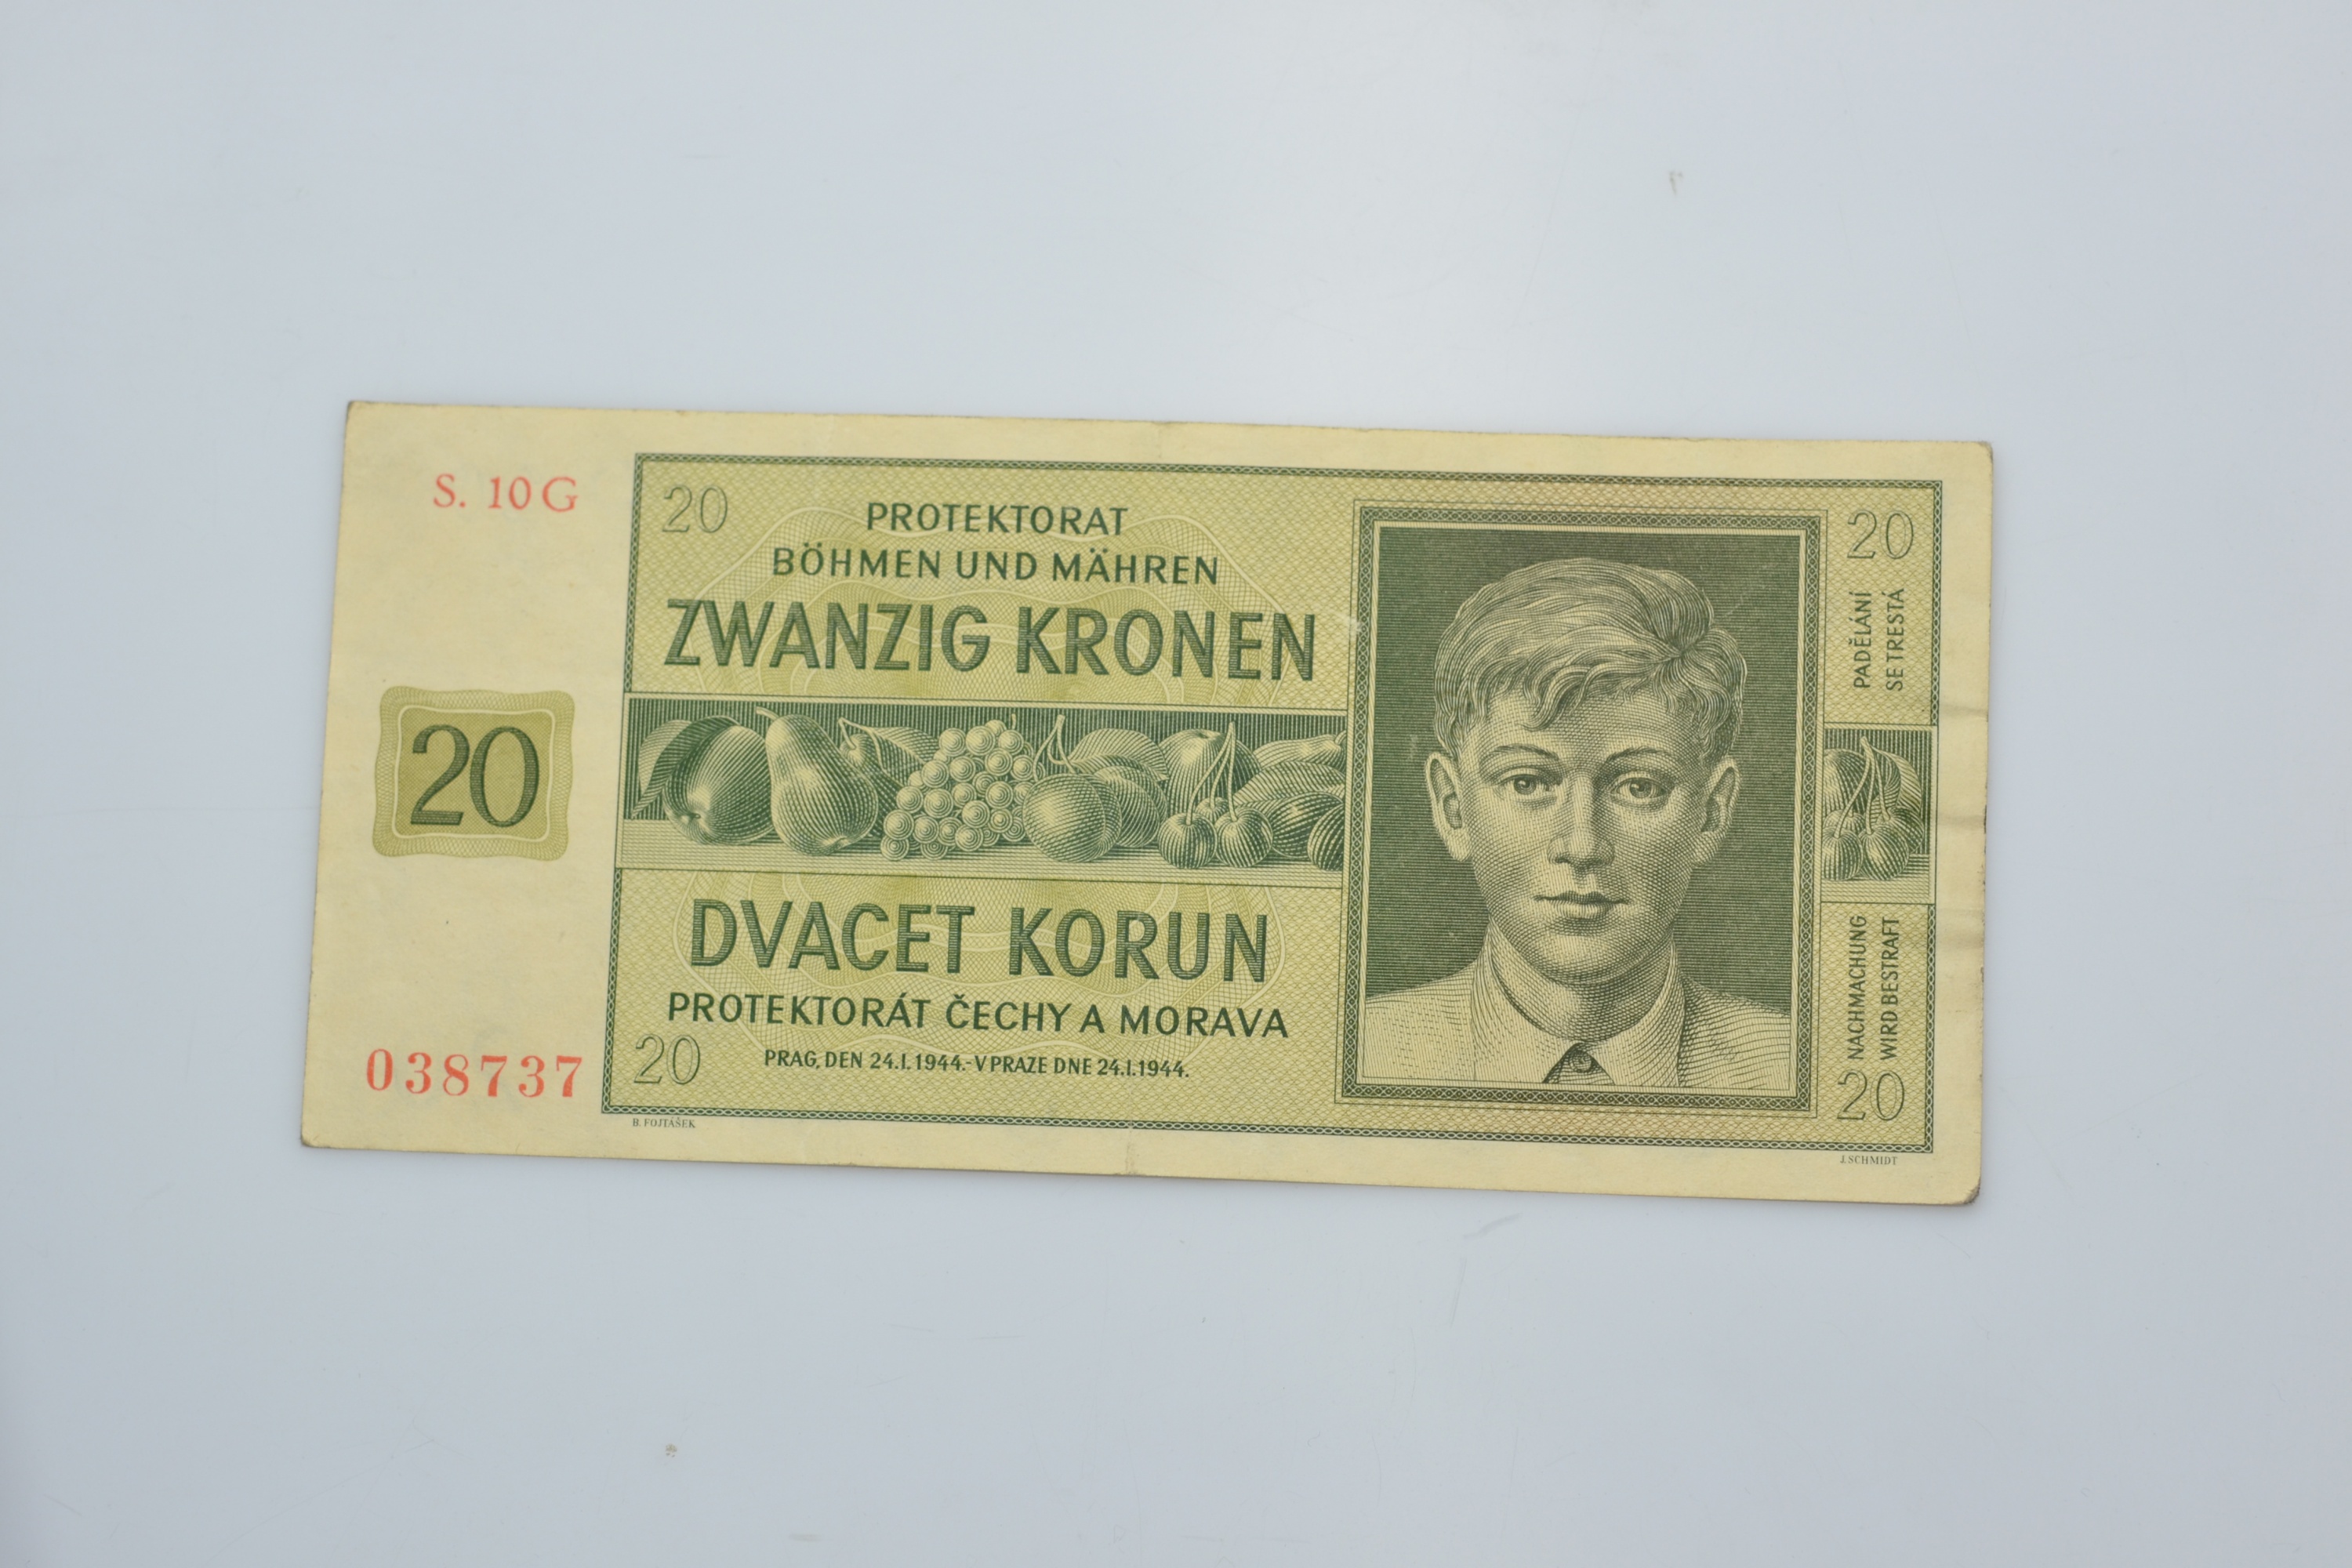 S. 10 G
20
038737
20
PROTEKTORAT
BÖHMEN UND MÄHREN
ZWANZIG KRONEN
DVACET KORUN
PROTEKTORÁT ČECHY A MORAVA
20
PRAG, DEN 24.I.1944.-V PRAZE DNE 24.I.1944.
B. FOJTÁŠEK
20
PADĚLÁNÍ
SE TRESTÁ
NACHMACHUNG
WIRD BESTRAFT
20
J. SCHMIDT